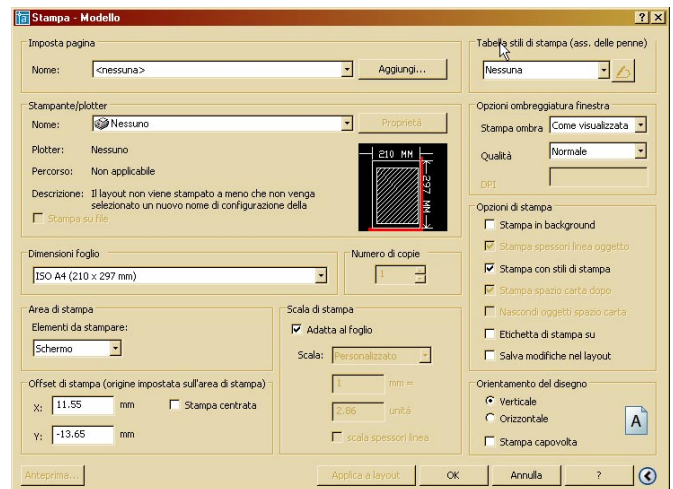 Stampa - Modello
Imposta pagina
Nome: <nessuna> Aggiungi...
Tabella stili di stampa (ass. delle penne)
Nessuna
Stampante/plotter
Nome: Nessuno Proprietà
Plotter: Nessuno
Percorso: Non applicabile
Descrizione: Il layout non viene stampato a meno che non venga
selezionato un nuovo nome di configurazione della
Stampa su file
210 MM
297 MM
Opzioni ombreggiatura finestra
Stampa ombra Come visualizzata
Qualità Normale
DPI
Dimensioni foglio
ISO A4 (210 x 297 mm)
Numero di copie
1
Opzioni di stampa
Stampa in background
Stampa spessori linea oggetto
Stampa con stili di stampa
Stampa spazio carta dopo
Nascondi oggetti spazio carta
Etichetta di stampa su
Salva modifiche nel layout
Area di stampa
Elementi da stampare:
Schermo
Scala di stampa
Adatta al foglio
Scala: Personalizzato
1 mm =
2.86 unità
scala spessori linea
Offset di stampa (origine impostata sull'area di stampa)
X: 11.55 mm Stampa centrata
Y: -13.65 mm
Orientamento del disegno
Verticale
Orizzontale
Stampa capovolta
A
Anteprima... Applica a layout OK Annulla ?